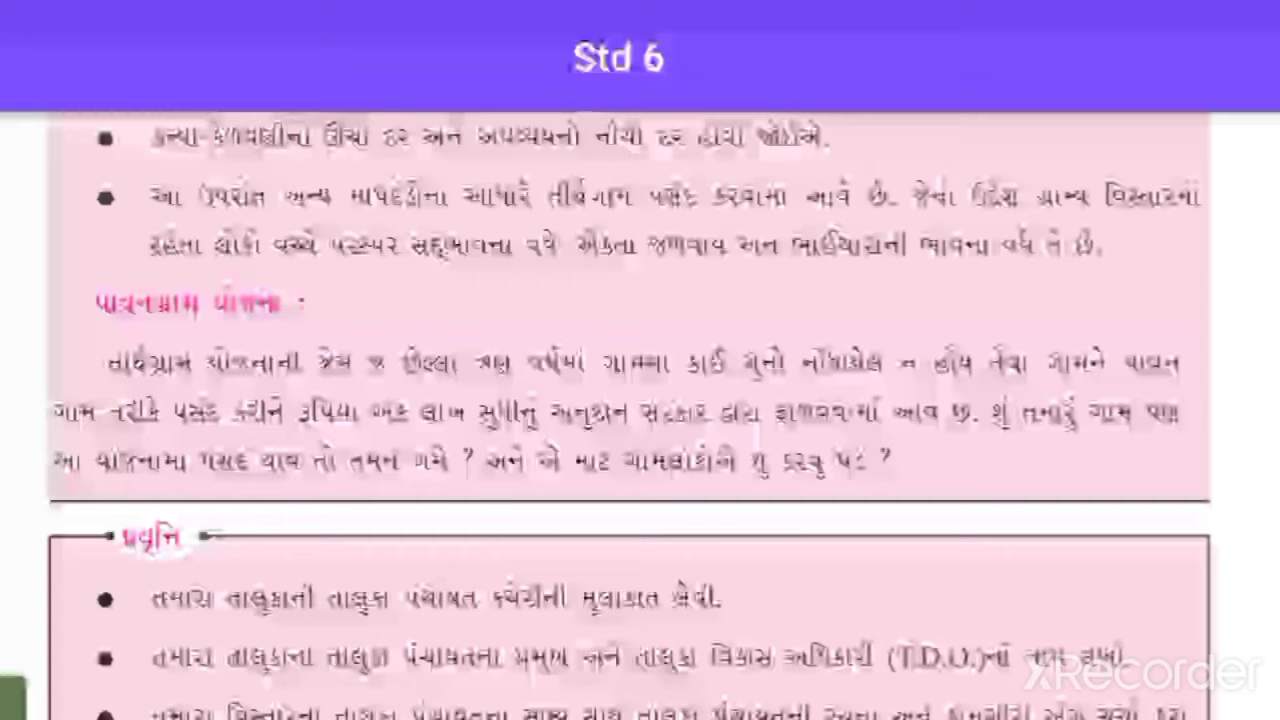 Std 6
● કન્યા-કેળવણીનો ઊંચો દર અને અપવ્યયનો નીચો દર હોવો જોઈએ.
● આ ઉપરાંત અન્ય માપદંડોના આધારે તીર્થગામ પસંદ કરવામાં આવે છે. જેનો ઉદ્દેશ ગ્રામ્ય વિસ્તારમાં
રહેતા લોકો વચ્ચે પરસ્પર સદ્ભાવના વધે એકતા જળવાય અને ભાઈચારાની ભાવના વધે તે છે.
પાવનગ્રામ યોજના :
તીર્થગ્રામ યોજનાની જેમ જ છેલ્લા ત્રણ વર્ષમાં ગામમાં કોઈ ગુનો નોંધાયેલ ન હોય તેવા ગામને પાવન
ગામ તરીકે પસંદ કરીને રૂપિયા એક લાખ સુધીનું અનુદાન સરકાર દ્વારા ફાળવવામાં આવે છે. શું તમારું ગામ પણ
આ યોજનામાં પસંદ થાય તો તમને ગમે ? અને એ માટે ગામલોકોએ શું કરવું પડે ?
પ્રવૃત્તિ
● તમારા તાલુકાની તાલુકા પંચાયત કચેરીની મુલાકાત લેવી.
● તમારા તાલુકાના તાલુકા પંચાયતના પ્રમુખ અને તાલુકા વિકાસ અધિકારી (T.D.O.)નાં નામ લખો.
XRecorder